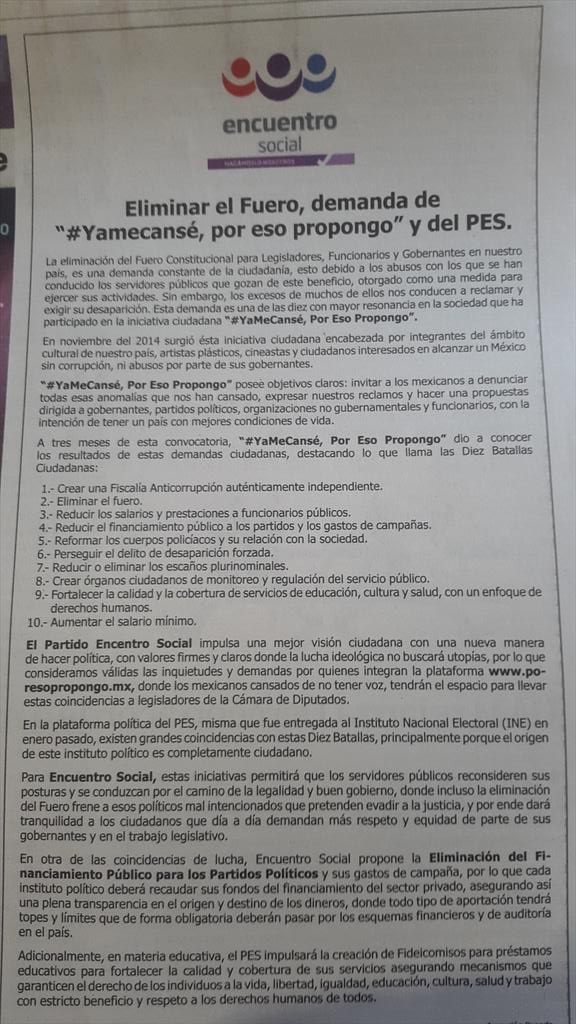 encuentro
social
HAGÁMONOS
Eliminar el Fuero, demanda de
“#Yamecansé, por eso propongo” y del PES.
La eliminación del Fuero Constitucional para Legisladores, Funcionarios y Gobernantes en nuestro
país, es una demanda constante de la ciudadanía, esto debido a los abusos con los que se han
conducido los servidores públicos que gozan de este beneficio, otorgado como una medida para
ejercer sus actividades. Sin embargo, los excesos de muchos de ellos nos conducen a reclamar y
exigir su desaparición. Esta demanda es una de las diez con mayor resonancia en la sociedad que ha
participado en la iniciativa ciudadana “#YaMeCansé, Por Eso Propongo”.
En noviembre del 2014 surgió ésta iniciativa ciudadana encabezada por integrantes del ámbito
cultural de nuestro país, artistas plásticos, cineastas y ciudadanos interesados en alcanzar un México
sin corrupción, ni abusos por parte de sus gobernantes.
“#YaMeCansé, Por Eso Propongo” posee objetivos claros: invitar a los mexicanos a denunciar
todas esas anomalías que nos han cansado, expresar nuestros reclamos y hacer una propuestas
dirigida a gobernantes, partidos políticos, organizaciones no gubernamentales y funcionarios, con la
intención de tener un país con mejores condiciones de vida.
A tres meses de esta convocatoria, “#YaMeCansé, Por Eso Propongo” dio a conocer
los resultados de estas demandas ciudadanas, destacando lo que llama las Diez Batallas
Ciudadanas:
1.- Crear una Fiscalía Anticorrupción auténticamente independiente.
2.- Eliminar el fuero.
3.- Reducir los salarios y prestaciones a funcionarios públicos.
4.- Reducir el financiamiento público a los partidos y los gastos de campañas.
5.- Reformar los cuerpos policíacos y su relación con la sociedad.
6.- Perseguir el delito de desaparición forzada.
7.- Reducir o eliminar los escaños plurinominales.
8.- Crear órganos ciudadanos de monitoreo y regulación del servicio público.
9.- Fortalecer la calidad y la cobertura de servicios de educación, cultura y salud, con un enfoque de
derechos humanos.
10.- Aumentar el salario mínimo.
El Partido Encentro Social impulsa una mejor visión ciudadana con una nueva manera
de hacer política, con valores firmes y claros donde la lucha ideológica no buscará utopías, por lo que
consideramos válidas las inquietudes y demandas por quienes integran la plataforma www.po-
resopropongo.mx, donde los mexicanos cansados de no tener voz, tendrán el espacio para llevar
estas coincidencias a legisladores de la Cámara de Diputados.
En la plataforma política del PES, misma que fue entregada al Instituto Nacional Electoral (INE) en
enero pasado, existen grandes coincidencias con estas Diez Batallas, principalmente porque el origen
de este instituto político es completamente ciudadano.
Para Encuentro Social, estas iniciativas permitirá que los servidores públicos reconsideren sus
posturas y se conduzcan por el camino de la legalidad y buen gobierno, donde incluso la eliminación
del Fuero frene a esos políticos mal intencionados que pretenden evadir a la justicia, y por ende dará
tranquilidad a los ciudadanos que día a día demandan más respeto y equidad de parte de sus
gobernantes y en el trabajo legislativo.
En otra de las coincidencias de lucha, Encuentro Social propone la Eliminación del Fi-
nanciamiento Público para los Partidos Políticos y sus gastos de campaña, por lo que cada
instituto político deberá recaudar sus fondos del financiamiento del sector privado, asegurando así
una plena transparencia en el origen y destino de los dineros, donde todo tipo de aportación tendrá
topes y límites que de forma obligatoria deberán pasar por los esquemas financieros y de auditoría
en el país.
Adicionalmente, en materia educativa, el PES impulsará la creación de Fideicomisos para préstamos
educativos para fortalecer la calidad y cobertura de sus servicios asegurando mecanismos que
garanticen el derecho de los individuos a la vida, libertad, igualdad, educación, cultura, salud y trabajo
con estricto beneficio y respeto a los derechos humanos de todos.